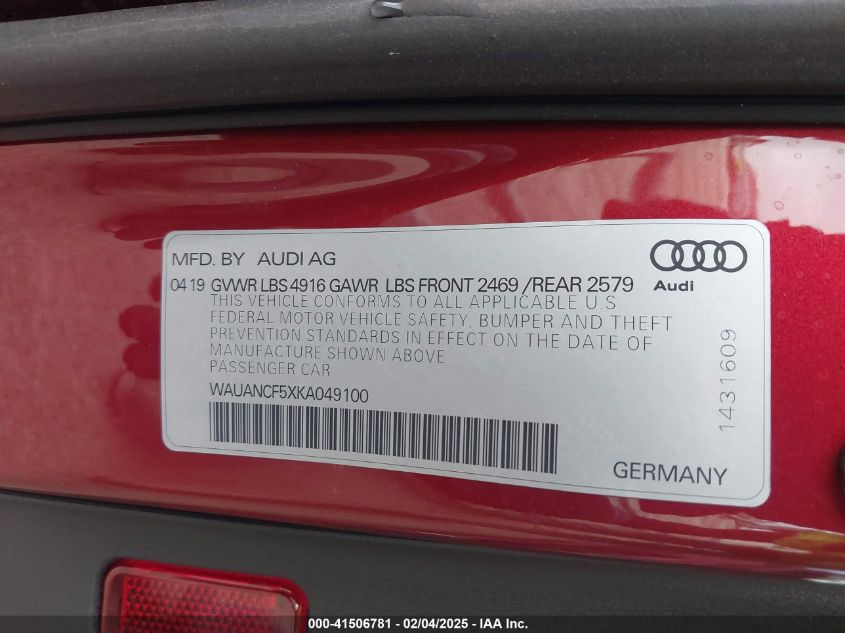 MFD. BY AUDI AG
04 19 GVWR LBS 4916 GAWR LBS FRONT 2469 /REAR 2579
Audi
THIS VEHICLE CONFORMS TO ALL APPLICABLE U.S.
FEDERAL MOTOR VEHICLE SAFETY, BUMPER AND THEFT
PREVENTION STANDARDS IN EFFECT ON THE DATE OF
MANUFACTURE SHOWN ABOVE
PASSENGER CAR
WAUANCF5XKA049100
1431609
GERMANY
000-41506781 - 02/04/2025 - IAA Inc.